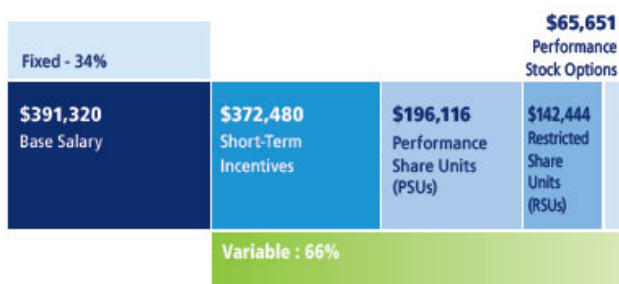 $65,651
Performance
Stock Options
Fixed - 34%
$391,320
Base Salary
$372,480
Short-Term
Incentives
$196,116
Performance
Share Units
(PSUs)
$142,444
Restricted
Share
Units
(RSUs)
Variable : 66%